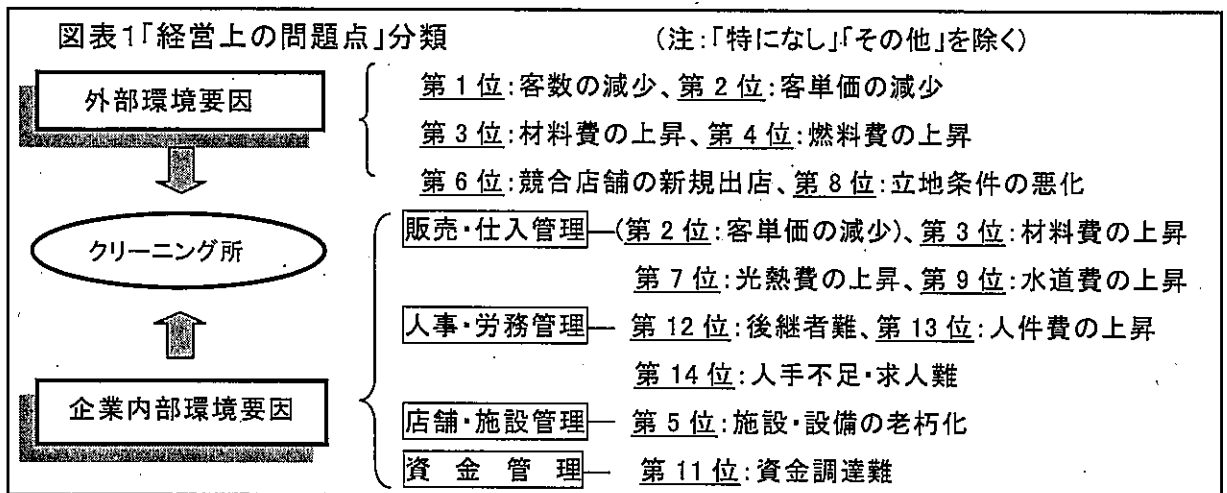 図表1「経営上の問題点」分類 (注:「特になし」「その他」を除く)
外部環境要因
第1位:客数の減少、第2位:客単価の減少
第3位:材料費の上昇、第4位:燃料費の上昇
第6位:競合店舗の新規出店、第8位:立地条件の悪化
クリーニング所
販売・仕入管理―(第2位:客単価の減少)、第3位:材料費の上昇
第7位:光熱費の上昇、第9位:水道費の上昇
人事・労務管理― 第12位:後継者難、第13位:人件費の上昇
第14位:人手不足・求人難
企業内部環境要因
店舗・施設管理― 第5位:施設・設備の老朽化
資金管理― 第11位:資金調達難